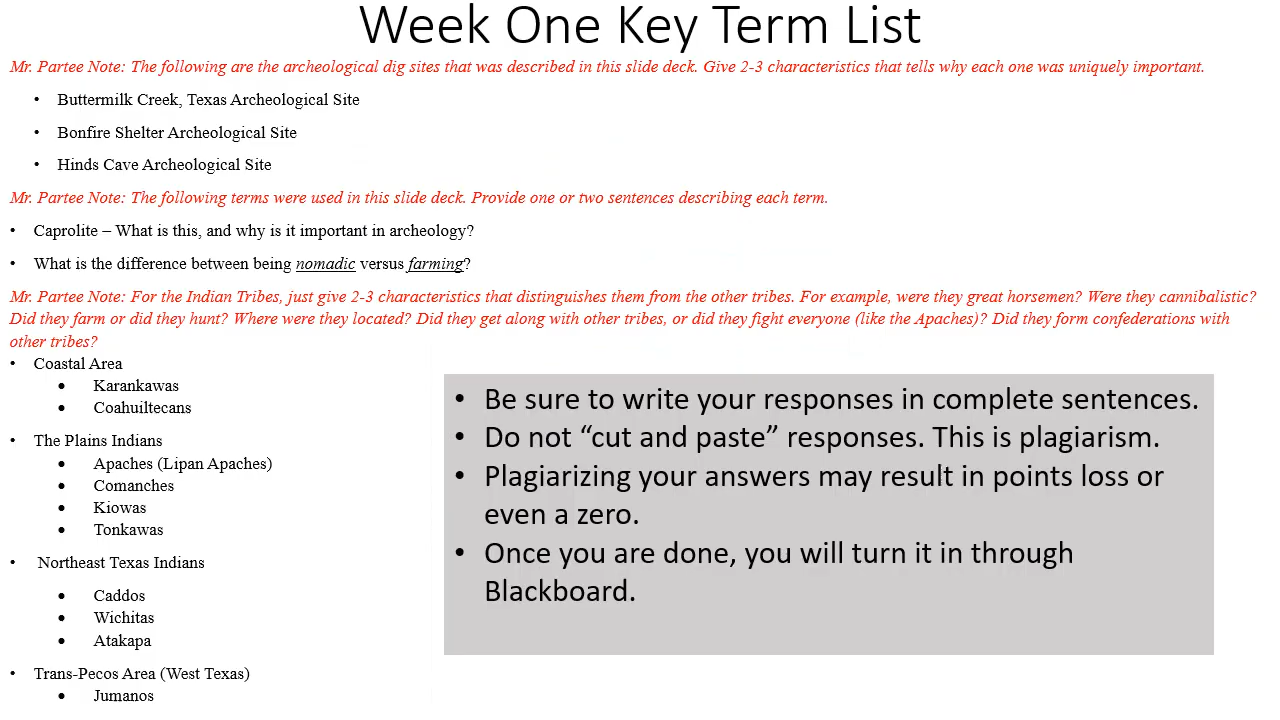 Week One Key Term List
Mr. Partee Note: The following are the archeological dig sites that was described in this slide deck. Give 2-3 characteristics that tells why each one was uniquely important.
• Buttermilk Creek, Texas Archeological Site
• Bonfire Shelter Archeological Site
• Hinds Cave Archeological Site
Mr. Partee Note: The following terms were used in this slide deck. Provide one or two sentences describing each term.
• Caprolite – What is this, and why is it important in archeology?
• What is the difference between being nomadic versus farming?
Mr. Partee Note: For the Indian Tribes, just give 2-3 characteristics that distinguishes them from the other tribes. For example, were they great horsemen? Were they cannibalistic?
Did they farm or did they hunt? Where were they located? Did they get along with other tribes, or did they fight everyone (like the Apaches)? Did they form confederations with
other tribes?
• Coastal Area
• Karankawas
• Coahuiltecans
• The Plains Indians
• Apaches (Lipan Apaches)
• Comanches
• Kiowas
• Tonkawas
• Northeast Texas Indians
• Caddos
• Wichitas
• Atakapa
• Trans-Pecos Area (West Texas)
• Jumanos
• Be sure to write your responses in complete sentences.
• Do not “cut and paste” responses. This is plagiarism.
• Plagiarizing your answers may result in points loss or
even a zero.
• Once you are done, you will turn it in through
Blackboard.